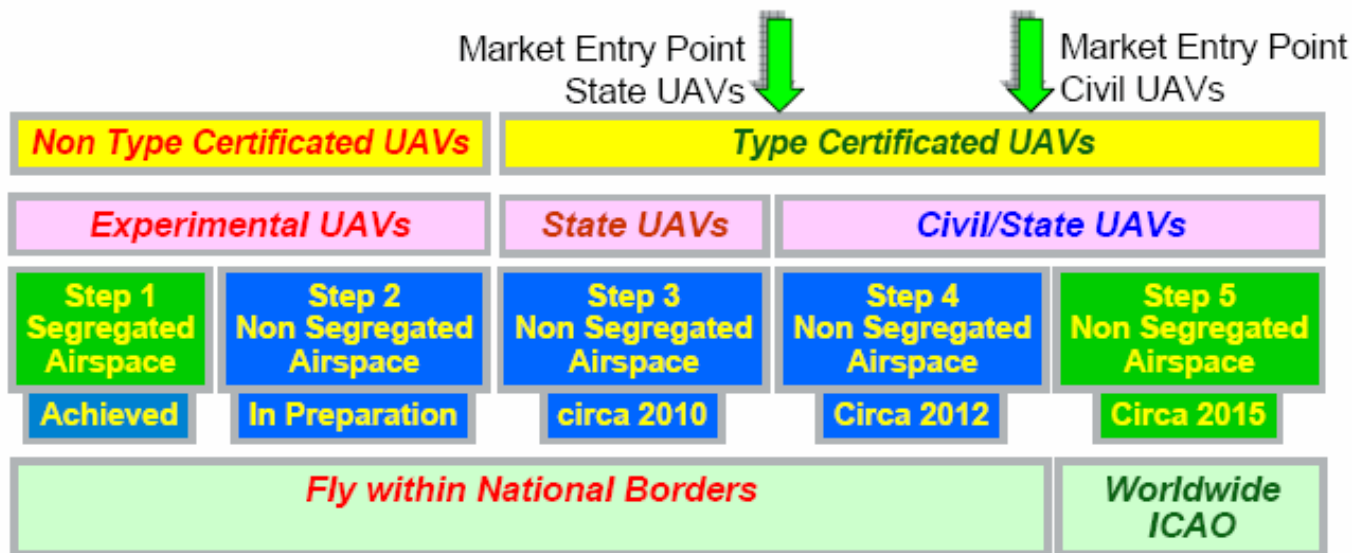 Market Entry Point
State UAVs
Market Entry Point
Civil UAVs
Non Type Certificated UAVs
Type Certificated UAVs
Experimental UAVs
State UAVs
Civil/State UAVs
Step 1
Segregated
Airspace
Step 2
Non Segregated
Airspace
Step 3
Non Segregated
Airspace
Step 4
Non Segregated
Airspace
Step 5
Non Segregated
Airspace
Achieved
In Preparation
circa 2010
Circa 2012
Circa 2015
Fly within National Borders
Worldwide
ICAO